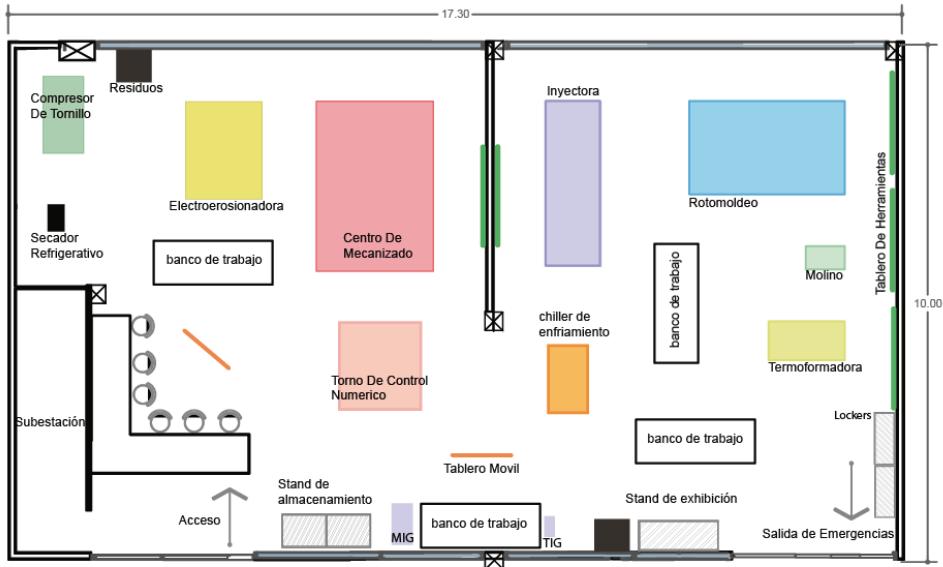 17.30
Residuos
Compresor
De Tornillo
Inyectora
Electroerosionadora
Rotomoldeo
Tablero De Herramientas
Secador
Refrigerativo
banco de trabajo
Centro De
Mecanizado
banco de trabajo
Molino
10.00
chiller de
enfriamiento
Torno De Control
Numerico
Termoformadora
Subestación
Lockers
banco de trabajo
Tablero Movil
Stand de
almacenamiento
Acceso
MIG
banco de trabajo
TIG
Stand de exhibición
Salida de Emergencias